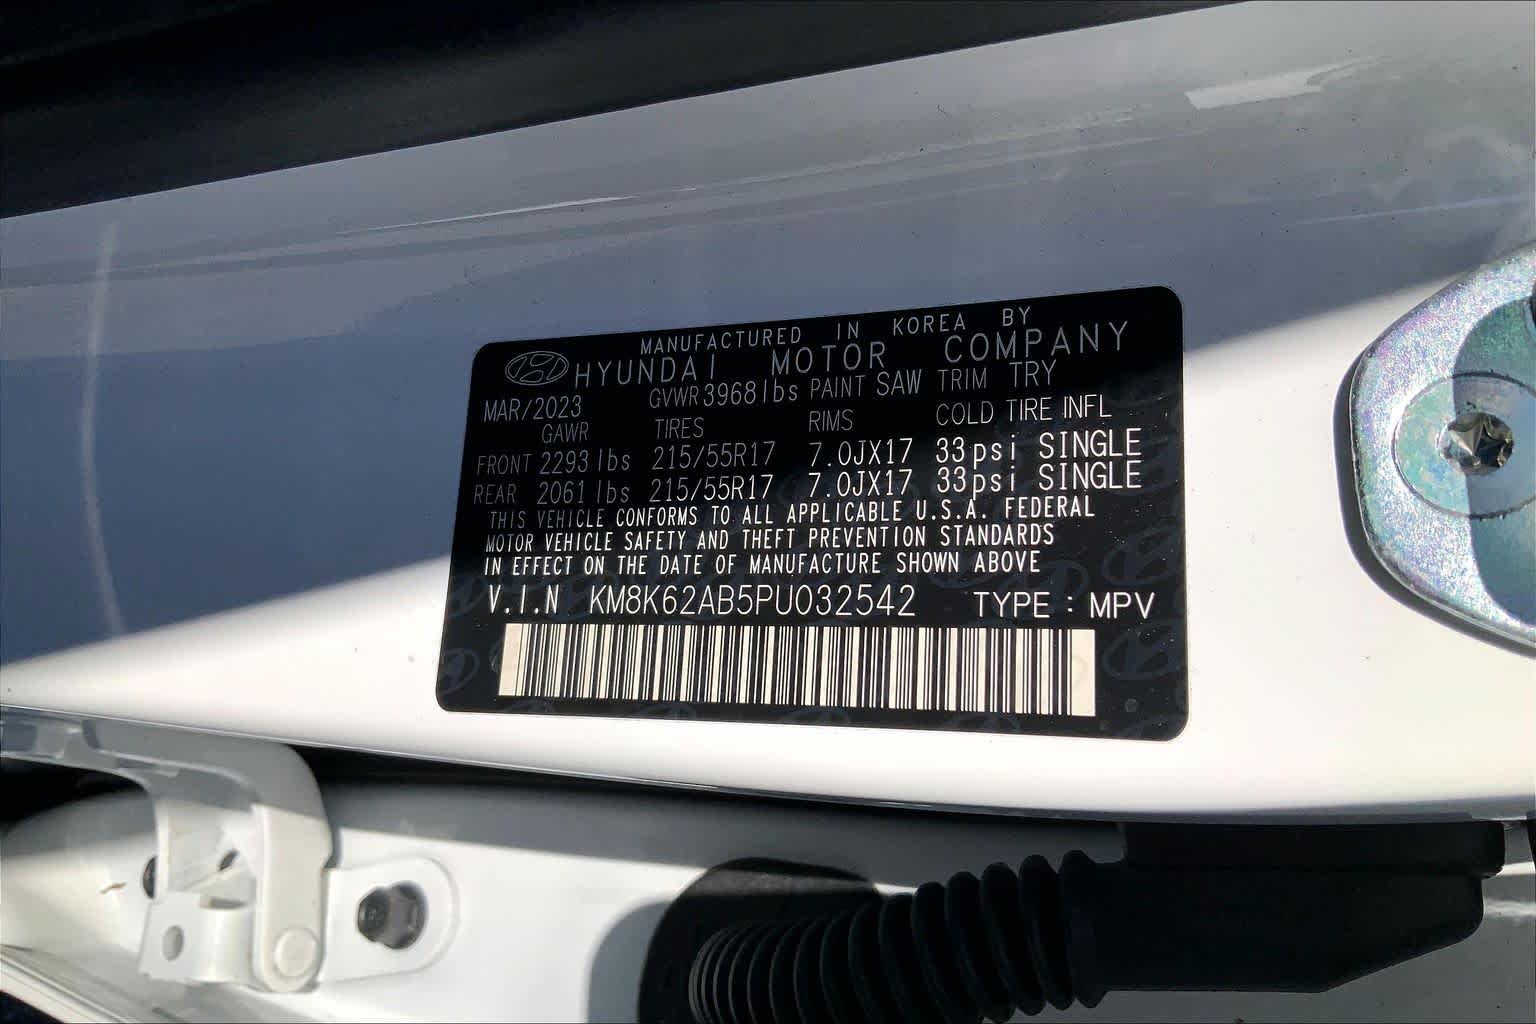 MANUFACTURED IN KOREA BY
HYUNDAI MOTOR COMPANY
MAR/2023 GVWR 3968lbs PAINT SAW TRIM TRY
GAWR TIRES RIMS COLD TIRE INFL
FRONT 2293lbs 215/55R17 7.0JX17 33psi SINGLE
REAR 2061lbs 215/55R17 7.0JX17 33psi SINGLE
THIS VEHICLE CONFORMS TO ALL APPLICABLE U.S.A. FEDERAL
MOTOR VEHICLE SAFETY AND THEFT PREVENTION STANDARDS
IN EFFECT ON THE DATE OF MANUFACTURE SHOWN ABOVE
V.I.N KM8K62AB5PU032542 TYPE : MPV